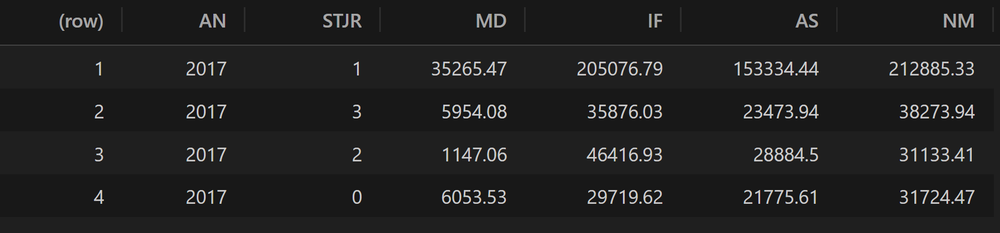 (row) AN STJR MD IF AS NM
1 2017 1 35265.47 205076.79 153334.44 212885.33
2 2017 3 5954.08 35876.03 23473.94 38273.94
3 2017 2 1147.06 46416.93 28884.5 31133.41
4 2017 0 6053.53 29719.62 21775.61 31724.47